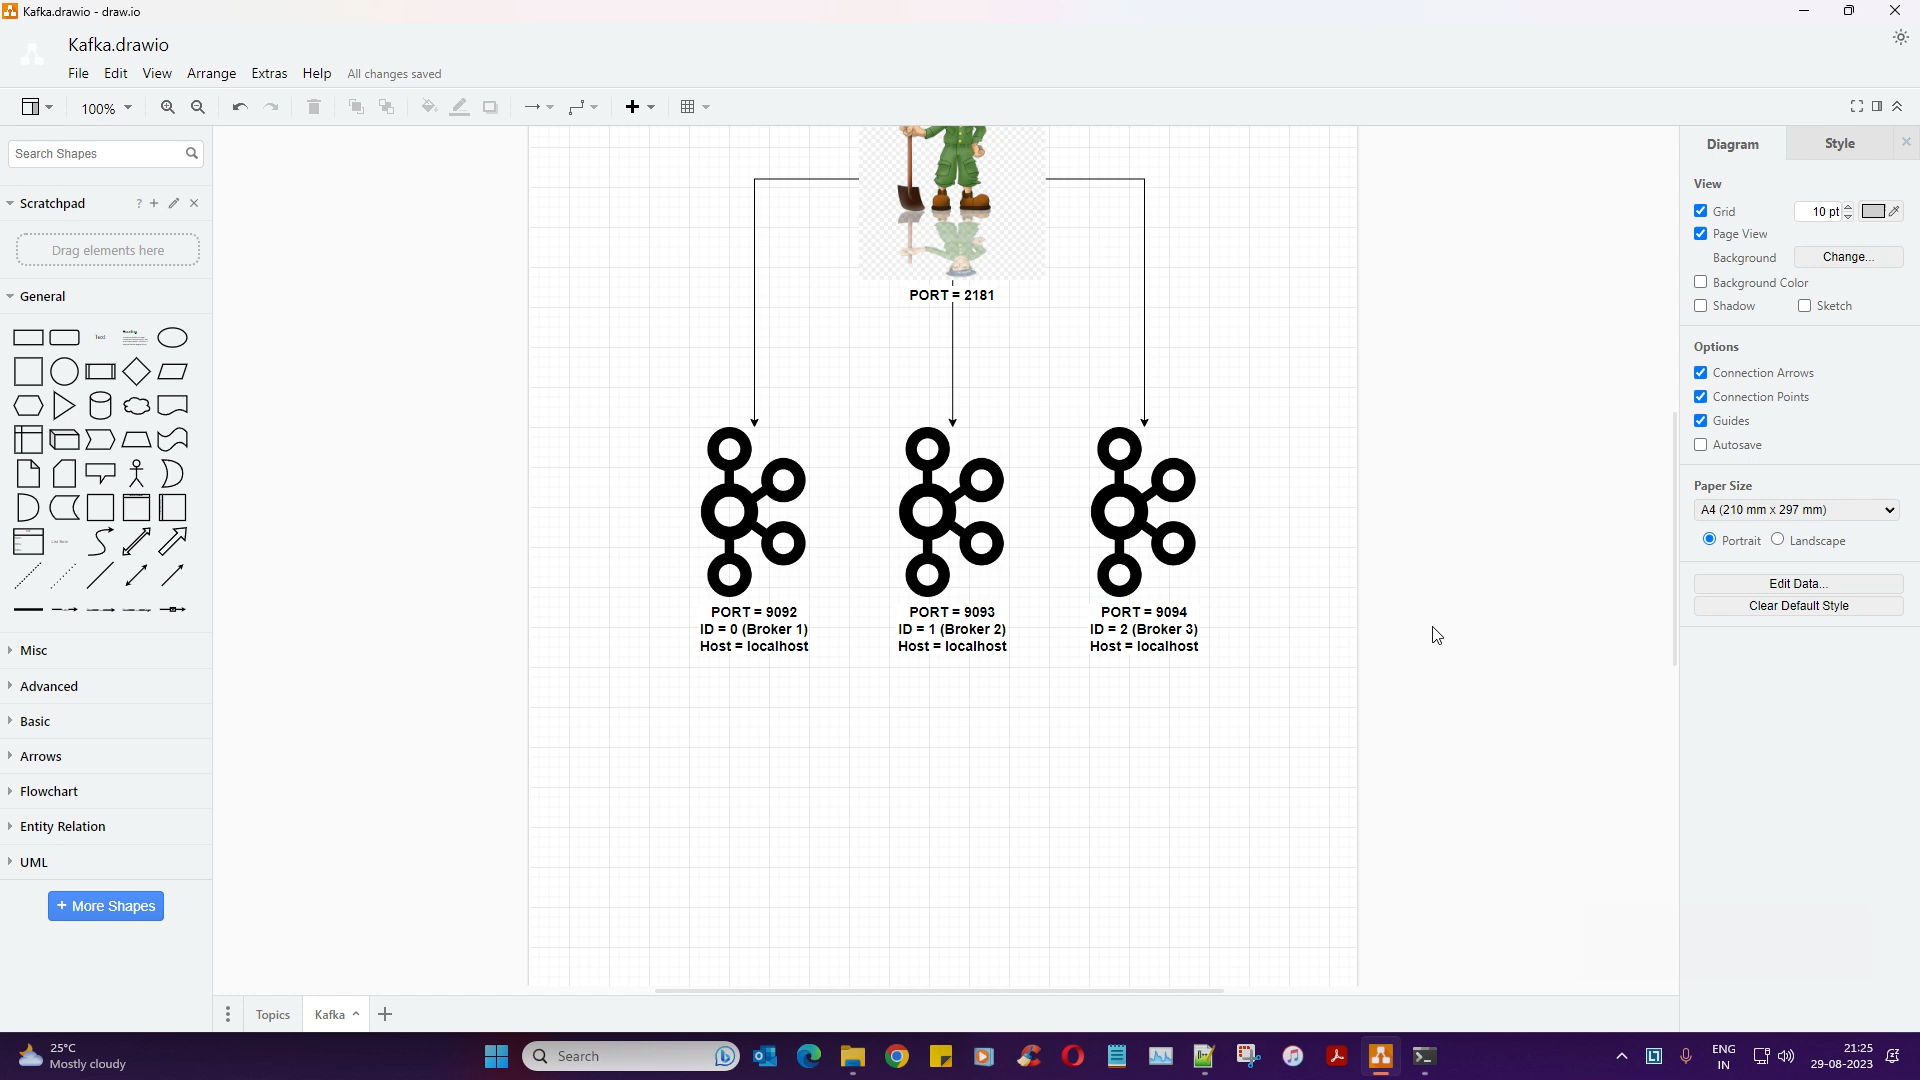 Kafka.drawio - draw.io
Kafka.drawio
File Edit View Arrange Extras Help All changes saved
100%
Search Shapes
Scratchpad
?
Drag elements here
General
Text
Heading
List Item
Misc
Advanced
Basic
Arrows
Flowchart
Entity Relation
UML
+ More Shapes
PORT = 2181
PORT = 9092
ID = 0 (Broker 1)
Host = localhost
PORT = 9093
ID = 1 (Broker 2)
Host = localhost
PORT = 9094
ID = 2 (Broker 3)
Host = localhost
Topics Kafka
Diagram Style
View
Grid 10 pt
Page View
Background Change...
Background Color
Shadow Sketch
Options
Connection Arrows
Connection Points
Guides
Autosave
Paper Size
A4 (210 mm x 297 mm)
Portrait Landscape
Edit Data...
Clear Default Style
25°C
Mostly cloudy
Search
ENG
IN
21:25
29-08-2023